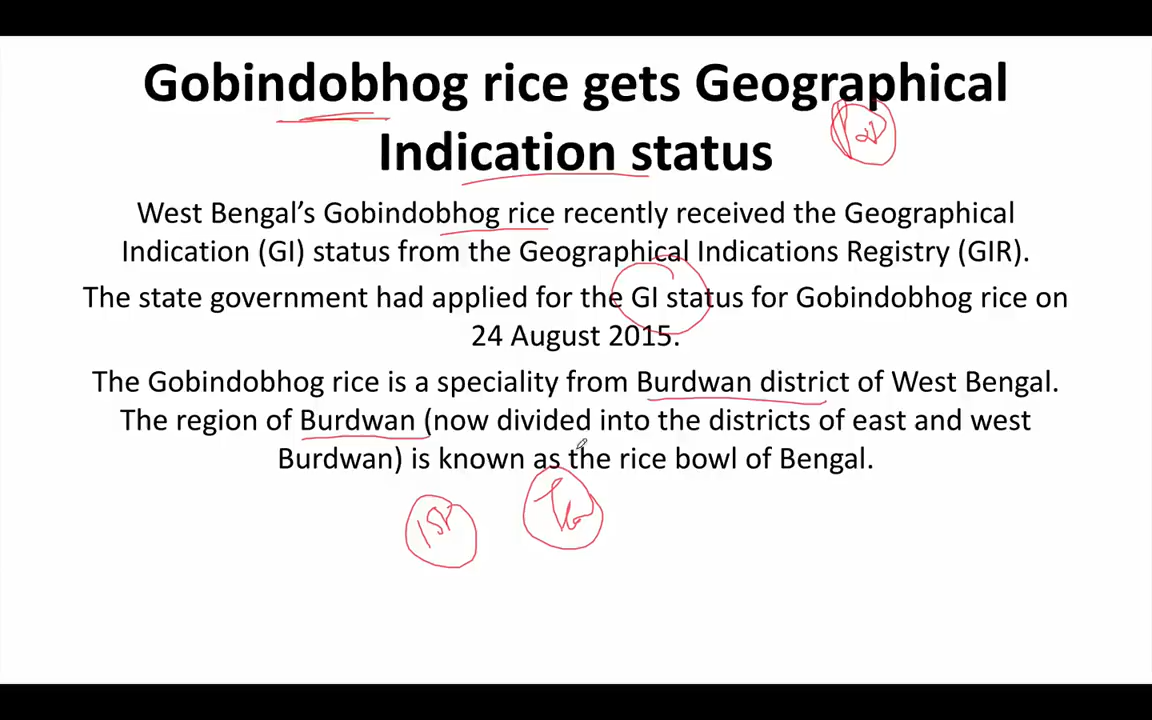 Gobindobhog rice gets Geographical
Indication status
West Bengal’s Gobindobhog rice recently received the Geographical
Indication (GI) status from the Geographical Indications Registry (GIR).
The state government had applied for the GI status for Gobindobhog rice on
24 August 2015.
The Gobindobhog rice is a speciality from Burdwan district of West Bengal.
The region of Burdwan (now divided into the districts of east and west
Burdwan) is known as the rice bowl of Bengal.